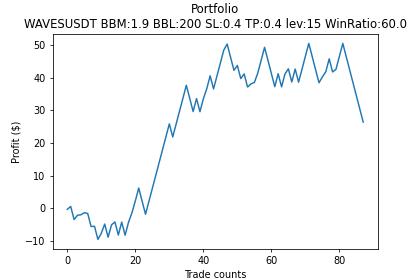 Portfolio
WAVESUSDT BBM:1.9 BBL:200 SL:0.4 TP:0.4 lev:15 WinRatio:60.0
50
40
30
20
10
0
−10
Profit ($)
0 20 40 60 80
Trade counts